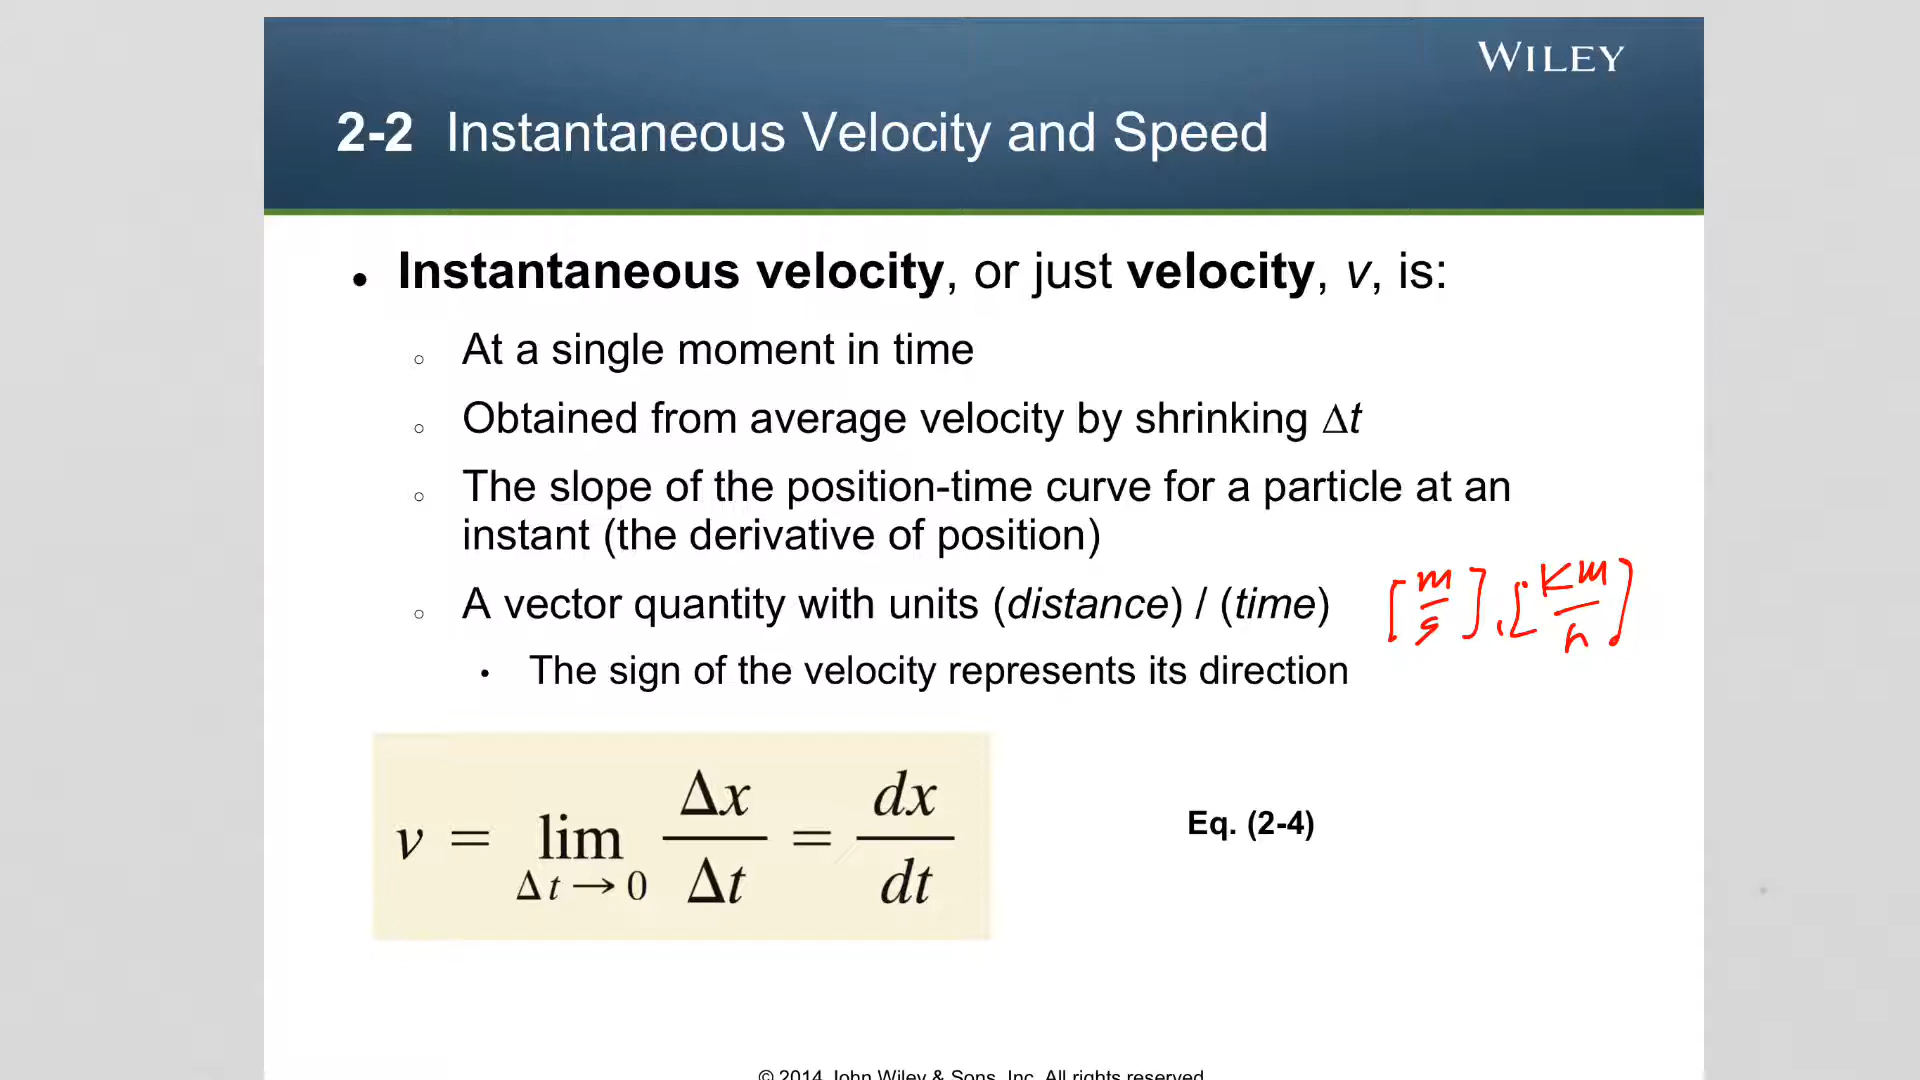 WILEY
2-2 Instantaneous Velocity and Speed
• Instantaneous velocity, or just velocity, v, is:
○ At a single moment in time
○ Obtained from average velocity by shrinking Δt
○ The slope of the position-time curve for a particle at an
instant (the derivative of position)
○ A vector quantity with units (distance) / (time) [m/s], [Km/h]
• The sign of the velocity represents its direction
v = lim Δt→0 Δx/Δt = dx/dt
Eq. (2-4)
© 2014 John Wiley & Sons, Inc. All rights reserved.